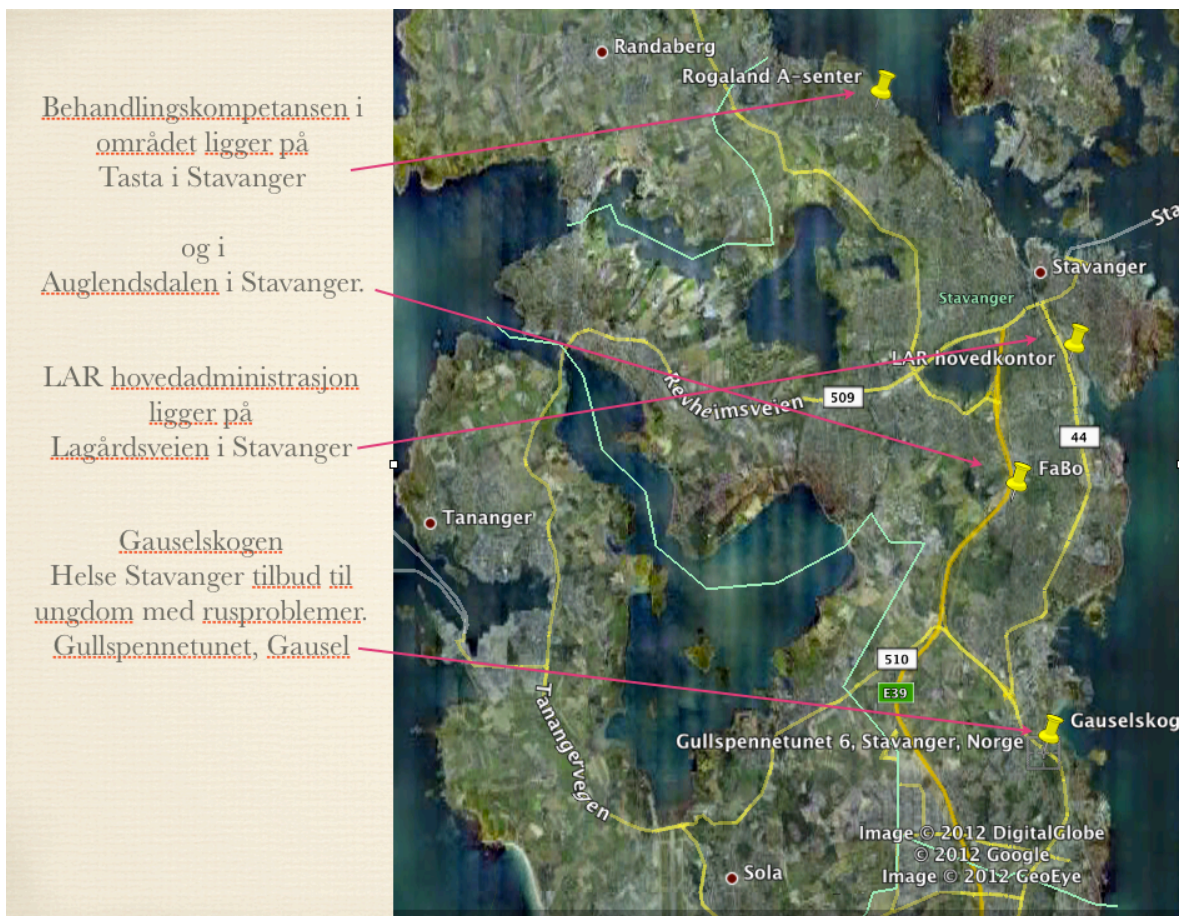 Behandlingskompetansen i
området ligger på
Tasta i Stavanger
og i
Auglendsdalen i Stavanger.
LAR hovedadministrasjon
ligger på
Lagårdsveien i Stavanger
Gauselskogen
Helse Stavanger tilbud til
ungdom med rusproblemer.
Gullspennetunet, Gausel
Randaberg
Rogaland A-senter
Sta
Stavanger
Stavanger
LAR hovedkontor
Revheimsveien
509
44
FaBo
Tananger
510
E39
Tanangervegen
Gauselskog
Gullspennetunet 6, Stavanger, Norge
Image © 2012 DigitalGlobe
© 2012 Google
Image © 2012 GeoEye
Sola